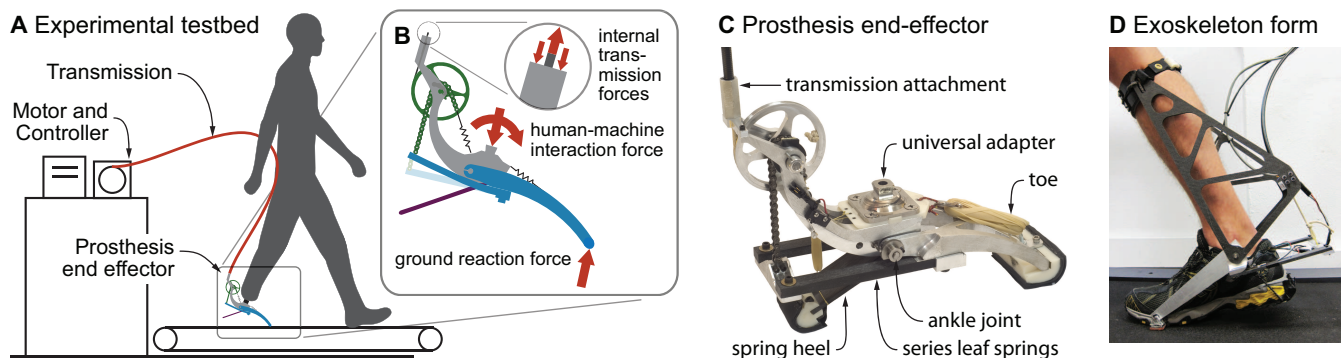 A Experimental testbed
Transmission
Motor and
Controller
Prosthesis
end effector
B
internal
trans-
mission
forces
human-machine
interaction force
ground reaction force
C Prosthesis end-effector
transmission attachment
universal adapter
toe
ankle joint
spring heel
series leaf springs
D Exoskeleton form